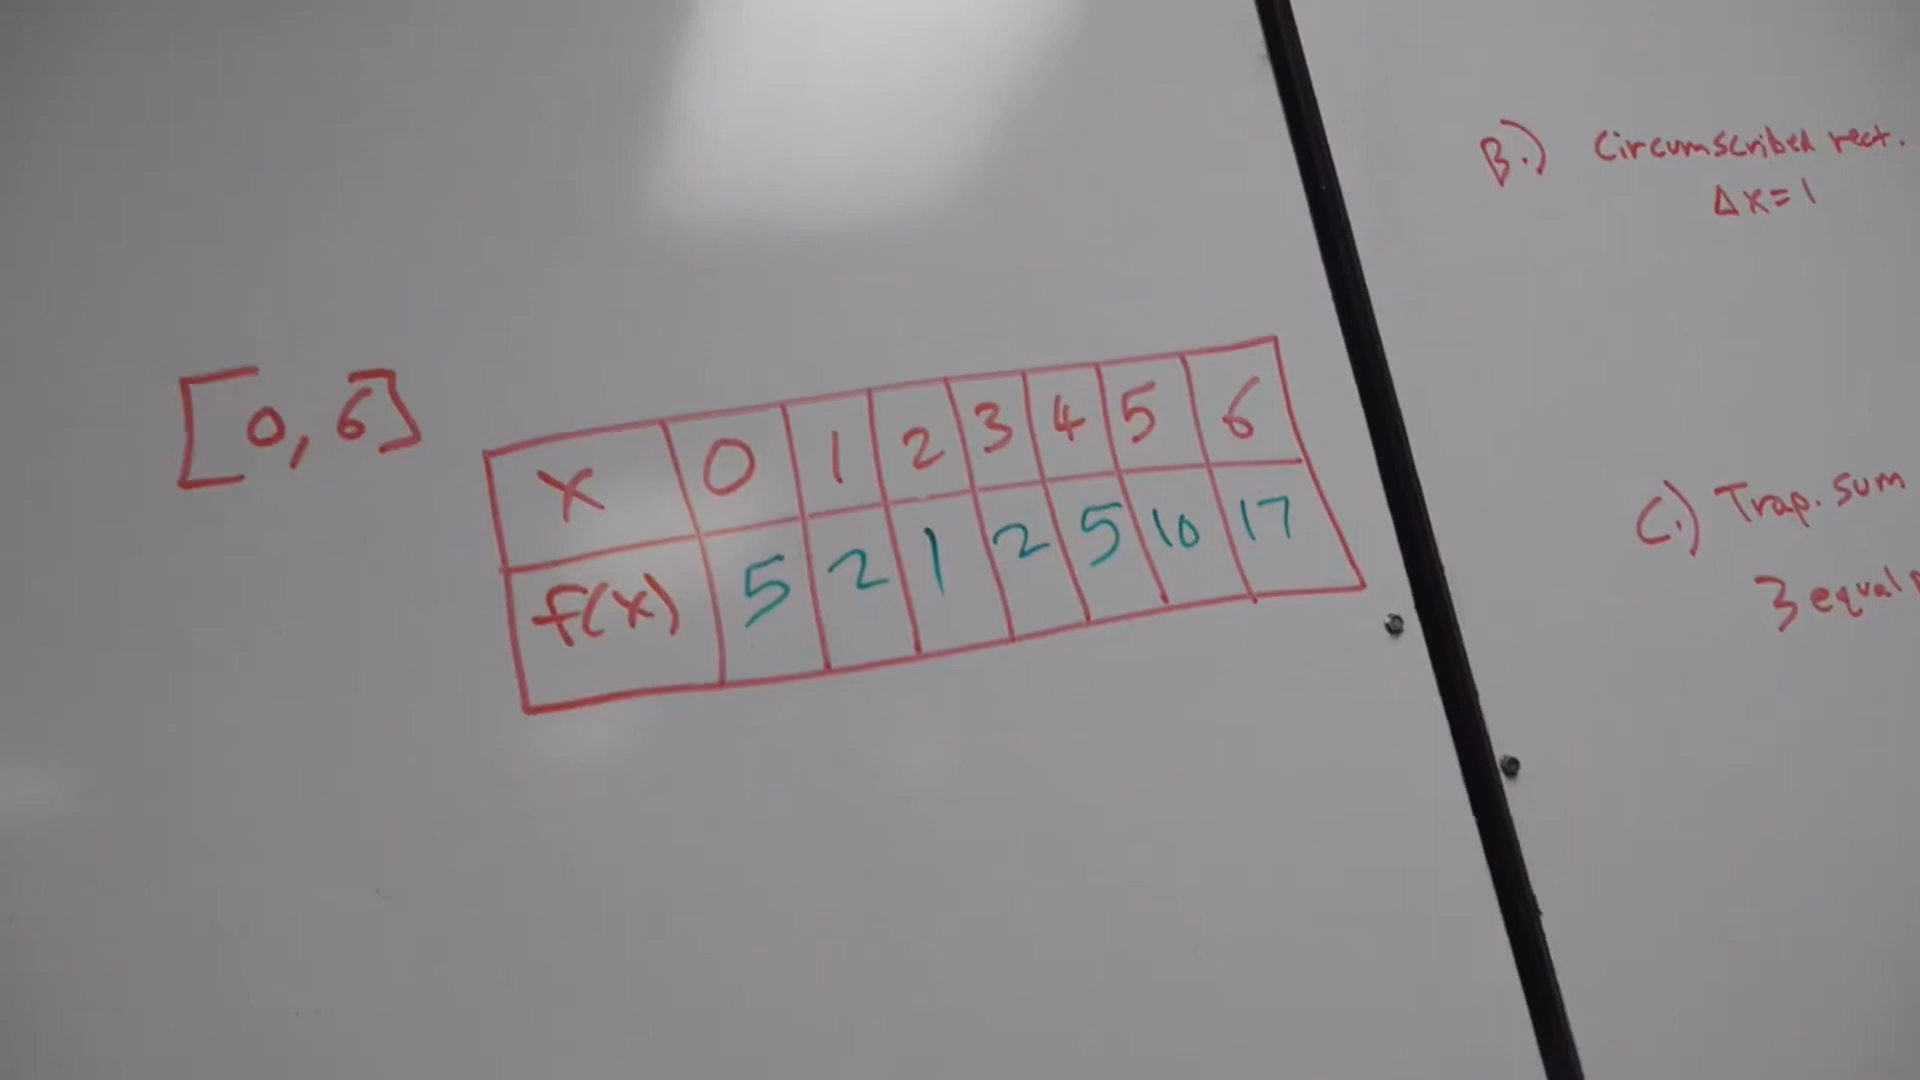 [0, 6]
x 0 1 2 3 4 5 6
f(x) 5 2 1 2 5 10 17
B.) Circumscribed rect.
Δx=1
C.) Trap. sum
3 equal